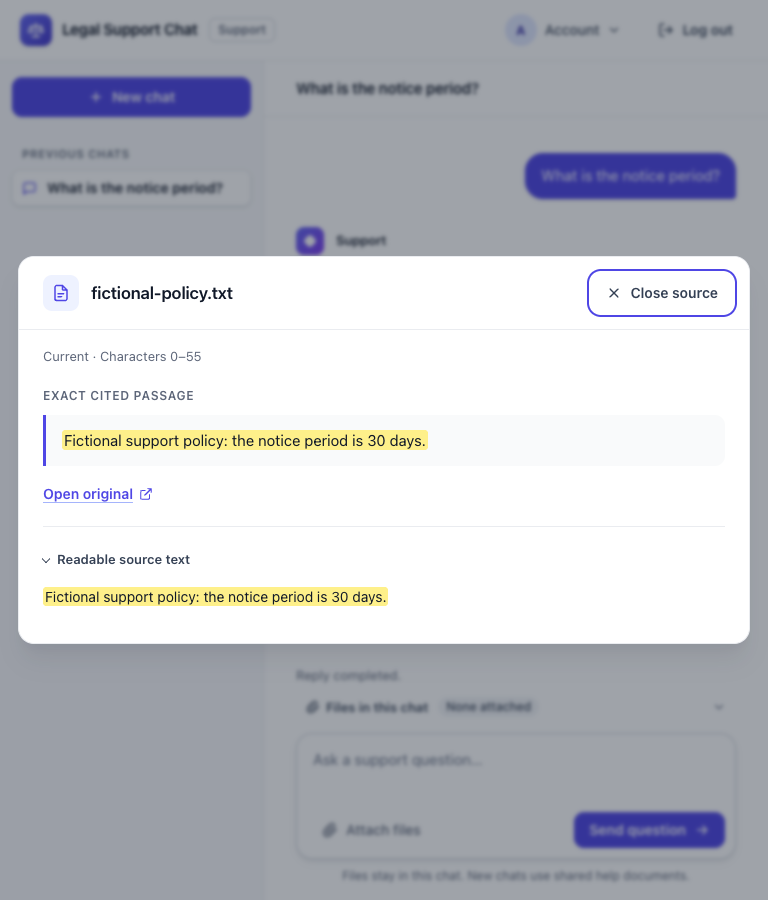 Legal Support Chat
Support
A
Account
Log out
New chat
What is the notice period?
PREVIOUS CHATS
What is the notice period?
What is the notice period?
Support
fictional-policy.txt
Close source
Current · Characters 0–55
EXACT CITED PASSAGE
Fictional support policy: the notice period is 30 days.
Open original
Readable source text
Fictional support policy: the notice period is 30 days.
Reply completed.
Files in this chat
None attached
Ask a support question...
Attach files
Send question
Files stay in this chat. New chats use shared help documents.